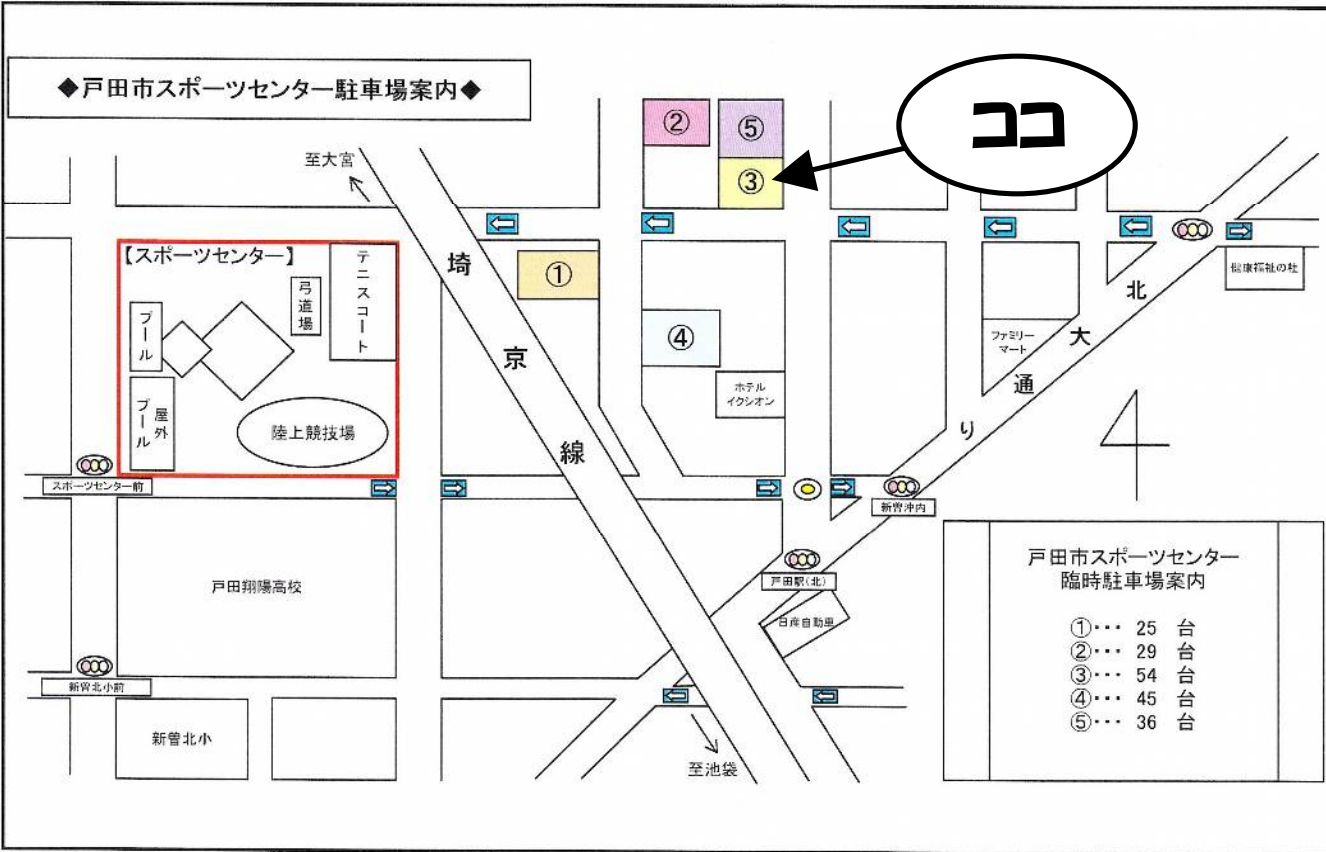 ◆戸田市スポーツセンター駐車場案内◆
ココ
②
⑤
③
至大宮
【スポーツセンター】
テニスコート
弓道場
プール
屋外プール
陸上競技場
①
④
ホテル
イクシオン
埼京線
北大通り
ファミリー
マート
健康福祉の杜
スポーツセンター前
新曽沖内
戸田駅(北)
日産自動車
戸田翔陽高校
新曽北小前
新曽北小
至池袋
戸田市スポーツセンター
臨時駐車場案内
①・・・ 25 台
②・・・ 29 台
③・・・ 54 台
④・・・ 45 台
⑤・・・ 36 台